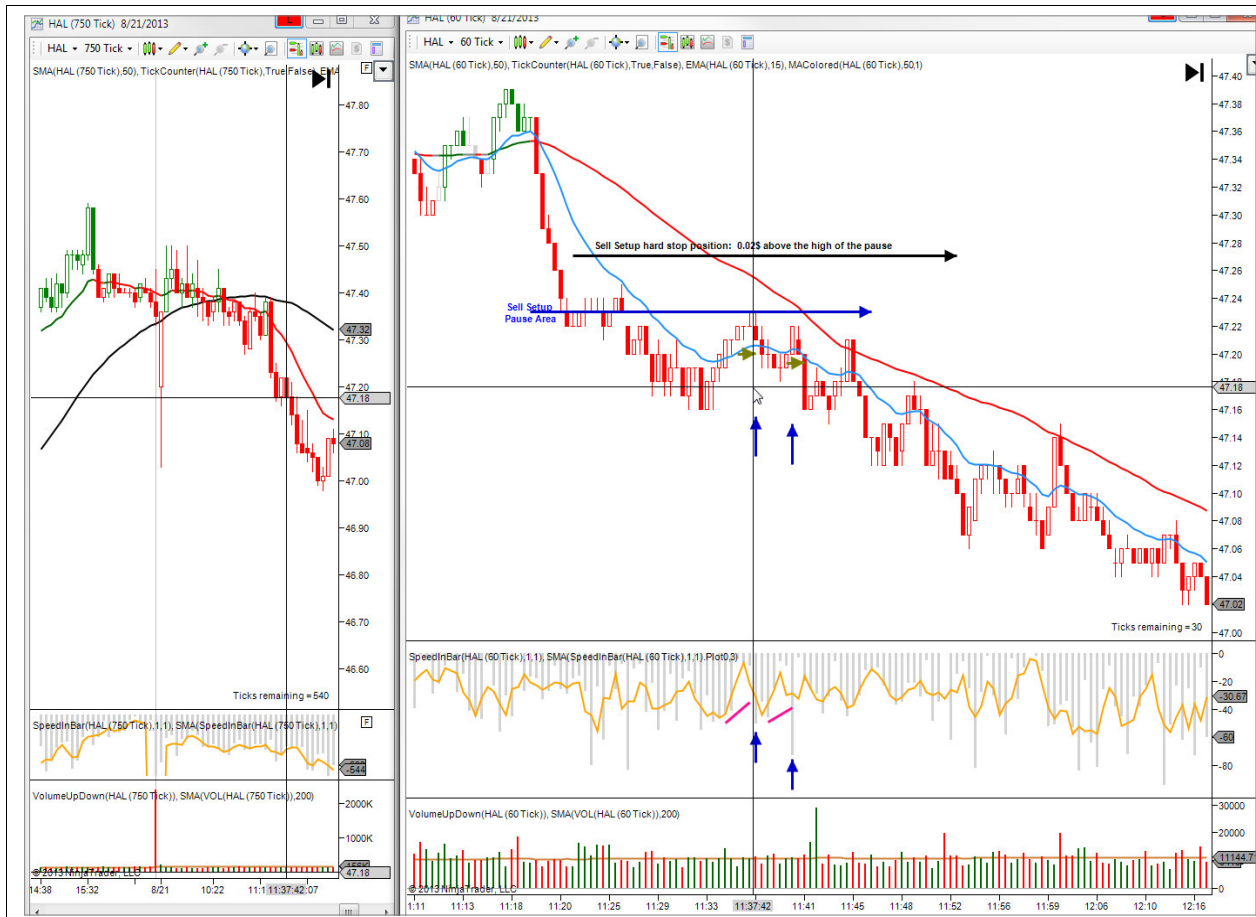 HAL (750 Tick) 8/21/2013
L
HAL 750 Tick
SMA(HAL (750 Tick),50), TickCounter(HAL (750 Tick),True,False), EMA
F
47.80
47.70
47.60
47.50
47.40
47.32
47.30
47.20
47.18
47.10
47.08
47.00
46.90
46.80
46.70
46.60
Ticks remaining = 540
SpeedInBar(HAL (750 Tick),1,1), SMA(SpeedInBar(HAL (750 Tick),1,1)
F
-544
VolumeUpDown(HAL (750 Tick)), SMA(VOL(HAL (750 Tick)),200)
2000K
1000K
47.18
© 2013 NinjaTrader, LLC
14:38 15:32 8/21 10:22 11:1 11:37:42 :07
HAL (60 Tick) 8/21/2013
HAL 60 Tick
SMA(HAL (60 Tick),50), TickCounter(HAL (60 Tick),True,False), EMA(HAL (60 Tick),15), MAColored(HAL (60 Tick),50,1)
47.40
47.38
47.36
47.34
47.32
47.30
Sell Setup hard stop position: 0.02$ above the high of the pause
47.28
47.26
47.24
Sell Setup
Pause Area
47.22
47.20
47.18
47.16
47.14
47.12
47.10
47.08
47.06
47.04
47.02
47.00
Ticks remaining = 30
SpeedInBar(HAL (60 Tick),1,1), SMA(SpeedInBar(HAL (60 Tick),1,1).Plot0,3)
0
-20
-30.67
-40
-60
-80
VolumeUpDown(HAL (60 Tick)), SMA(VOL(HAL (60 Tick)),200)
30000
20000
11144.7
0
© 2013 NinjaTrader, LLC
1:11 11:13 11:18 11:20 11:28 11:33 11:37:42 11:41 11:45 11:49 11:52 11:56 11:59 12:06 12:10 12:16